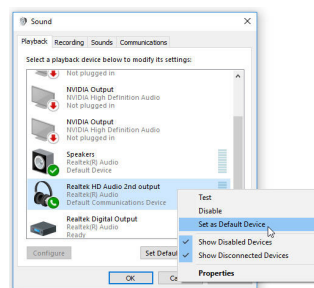 Sound
Playback Recording Sounds Communications
Select a playback device below to modify its settings:
Not plugged in
NVIDIA Output
NVIDIA High Definition Audio
Not plugged in
NVIDIA Output
NVIDIA High Definition Audio
Not plugged in
Speakers
Realtek(R) Audio
Default Device
Realtek HD Audio 2nd output
Realtek(R) Audio
Default Communications Device
Realtek Digital Output
Realtek(R) Audio
Ready
Test
Disable
Set as Default Device
Show Disabled Devices
Show Disconnected Devices
Properties
Configure
Set Defaul
OK
Ca